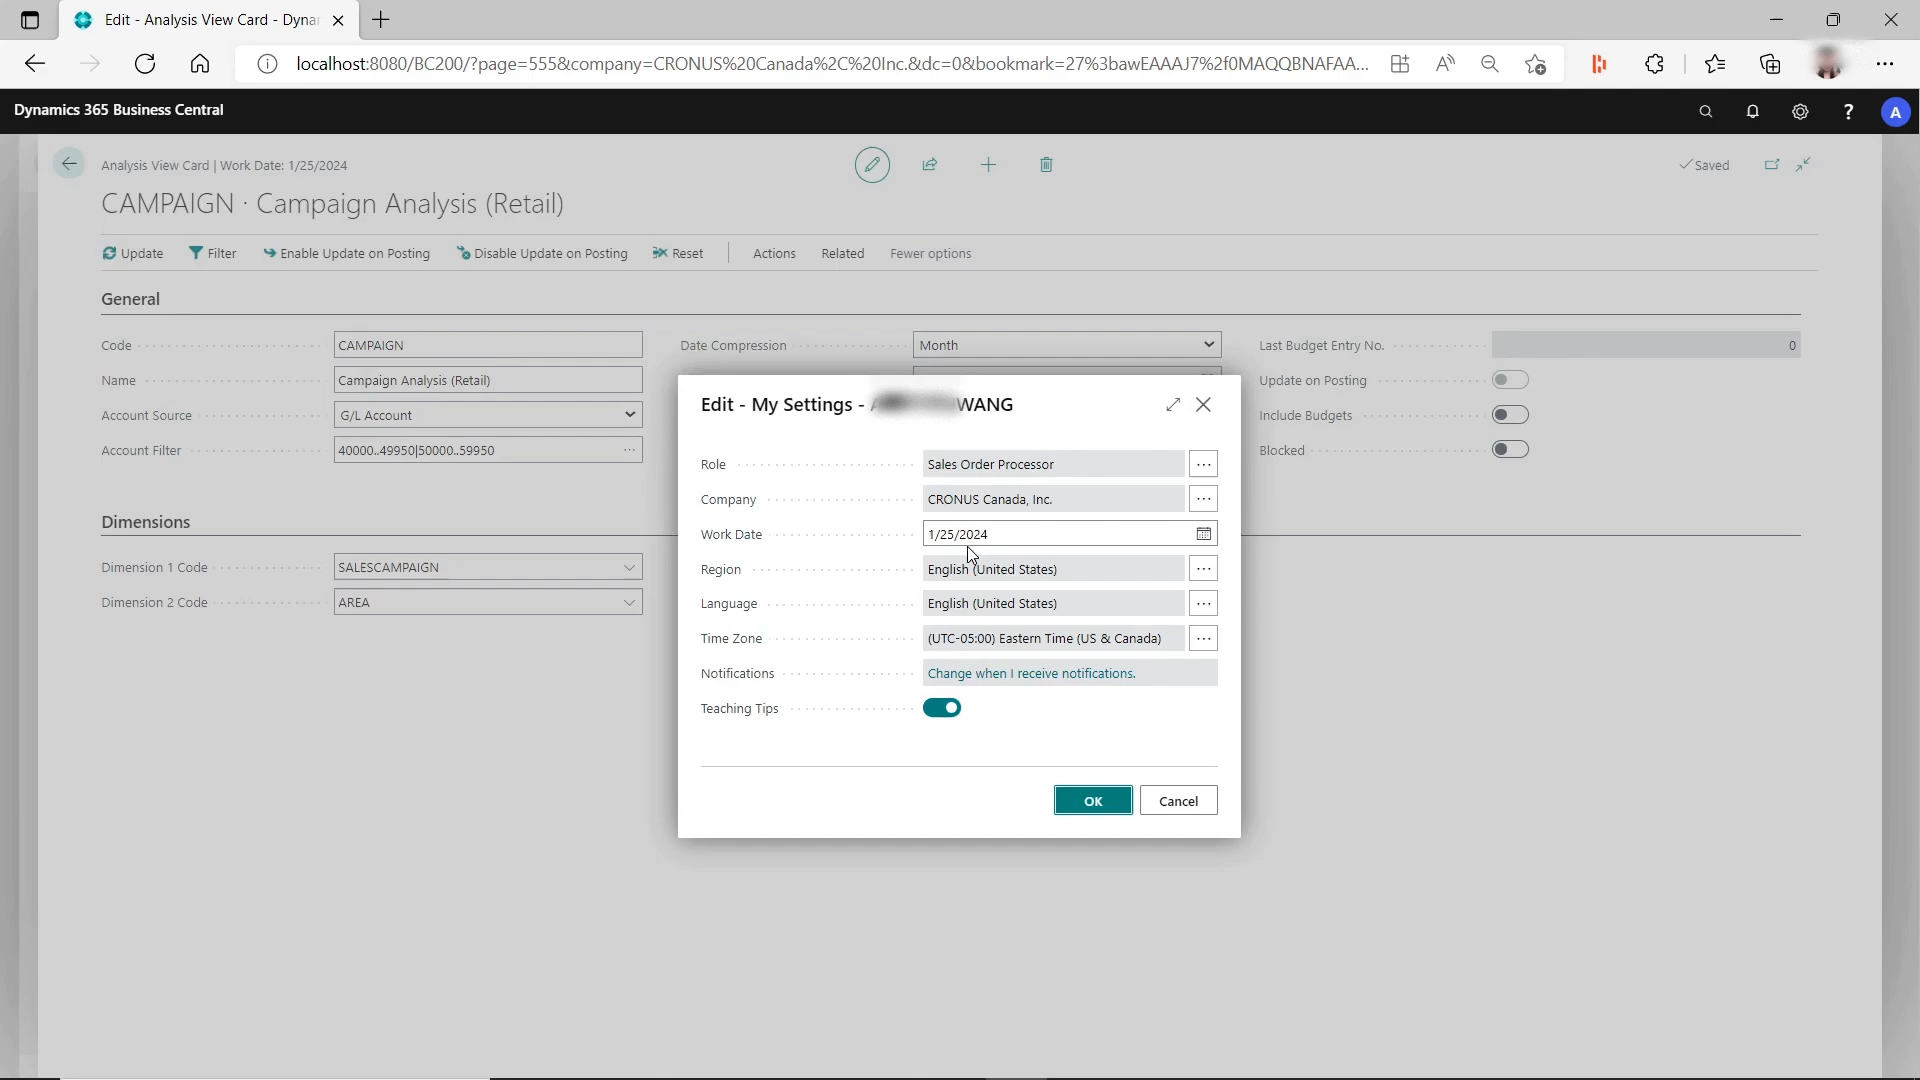 Edit - Analysis View Card - Dyna
localhost:8080/BC200/?page=555&company=CRONUS%20Canada%2C%20Inc.&dc=0&bookmark=27%3bawEAAAJ7%2f0MAQQBNAFAA...
Dynamics 365 Business Central
A
Analysis View Card | Work Date: 1/25/2024
Saved
CAMPAIGN · Campaign Analysis (Retail)
Update Filter Enable Update on Posting Disable Update on Posting Reset Actions Related Fewer options
General
Code CAMPAIGN Date Compression Month Last Budget Entry No. 0
Name Campaign Analysis (Retail) Update on Posting
Account Source G/L Account Include Budgets
Account Filter 40000..49950|50000..59950 Blocked
Dimensions
Dimension 1 Code SALESCAMPAIGN
Dimension 2 Code AREA
Edit - My Settings - WANG
Role Sales Order Processor
Company CRONUS Canada, Inc.
Work Date 1/25/2024
Region English (United States)
Language English (United States)
Time Zone (UTC-05:00) Eastern Time (US & Canada)
Notifications Change when I receive notifications.
Teaching Tips
OK Cancel